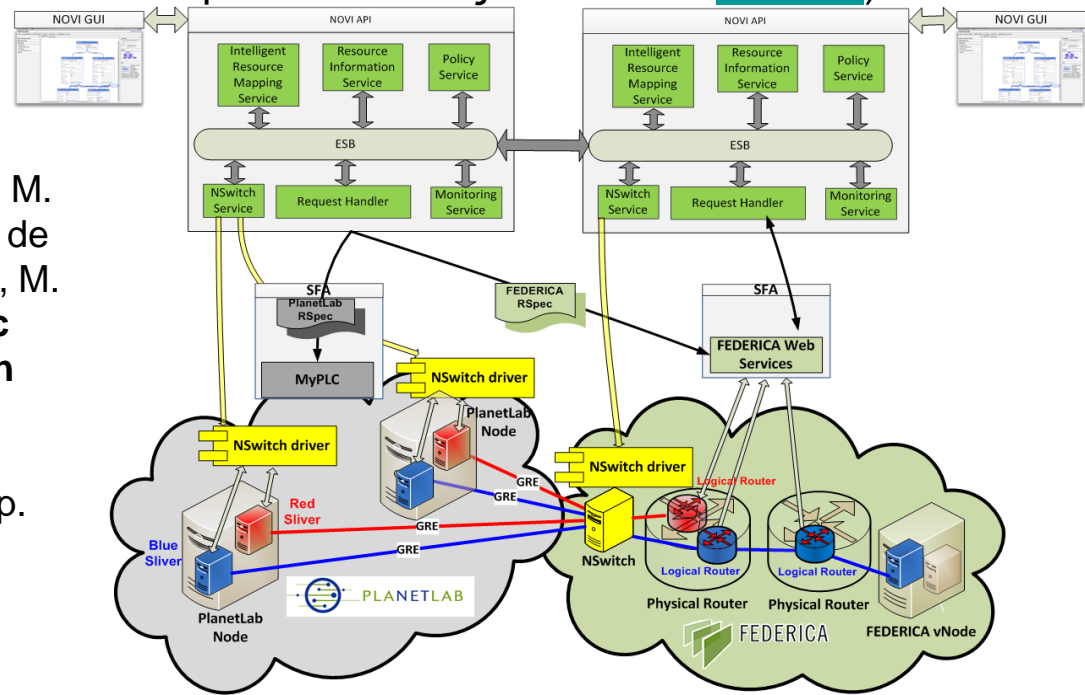 NOVI GUI
NOVI API
NOVI API
NOVI GUI
Intelligent
Resource
Mapping
Service
Resource
Information
Service
Policy
Service
Intelligent
Resource
Mapping
Service
Resource
Information
Service
Policy
Service
ESB
ESB
NSwitch
Service
Request Handler
Monitoring
Service
NSwitch
Service
Request Handler
Monitoring
Service
M.
de
, M.
c
n
p.
SFA
PlanetLab
RSpec
MyPLC
FEDERICA
RSpec
SFA
FEDERICA Web
Services
NSwitch driver
PlanetLab
Node
NSwitch driver
NSwitch driver
GRE
GRE
GRE
GRE
Red
Sliver
Blue
Sliver
PlanetLab
Node
PLANETLAB
NSwitch
Logical Router
Logical Router
Logical Router
Physical Router
Physical Router
FEDERICA
FEDERICA vNode